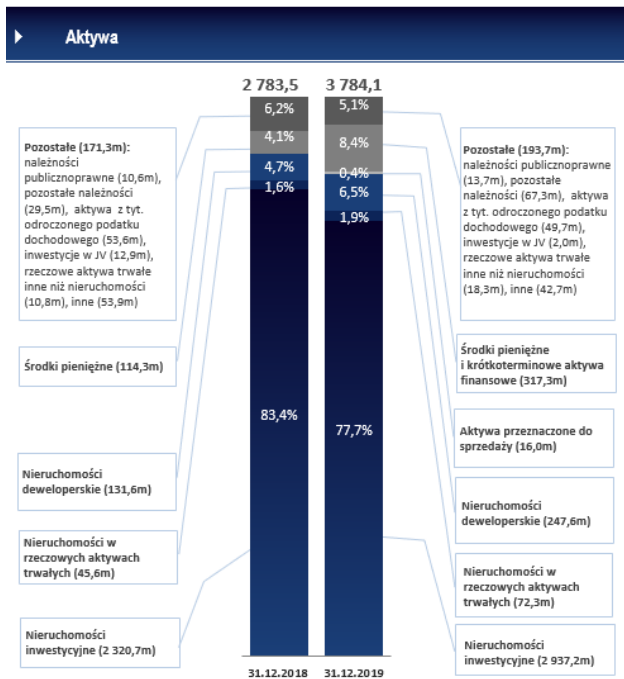 Aktywa
2 783,5
3 784,1
6,2%
4,1%
4,7%
1,6%
83,4%
5,1%
8,4%
0,4%
6,5%
1,9%
77,7%
31.12.2018
31.12.2019
Pozostałe (171,3m):
należności
publicznoprawne (10,6m),
pozostałe należności
(29,5m), aktywa z tyt.
odroczonego podatku
dochodowego (53,6m),
inwestycje w JV (12,9m),
rzeczowe aktywa trwałe
inne niż nieruchomości
(10,8m), inne (53,9m)
Środki pieniężne (114,3m)
Nieruchomości
deweloperskie (131,6m)
Nieruchomości w
rzeczowych aktywach
trwałych (45,6m)
Nieruchomości
inwestycyjne (2 320,7m)
Pozostałe (193,7m):
należności publicznoprawne
(13,7m), pozostałe
należności (67,3m), aktywa
z tyt. odroczonego podatku
dochodowego (49,7m),
inwestycje w JV (2,0m),
rzeczowe aktywa trwałe
inne niż nieruchomości
(18,3m), inne (42,7m)
Środki pieniężne
i krótkoterminowe aktywa
finansowe (317,3m)
Aktywa przeznaczone do
sprzedaży (16,0m)
Nieruchomości
deweloperskie (247,6m)
Nieruchomości w
rzeczowych aktywach
trwałych (72,3m)
Nieruchomości
inwestycyjne (2 937,2m)